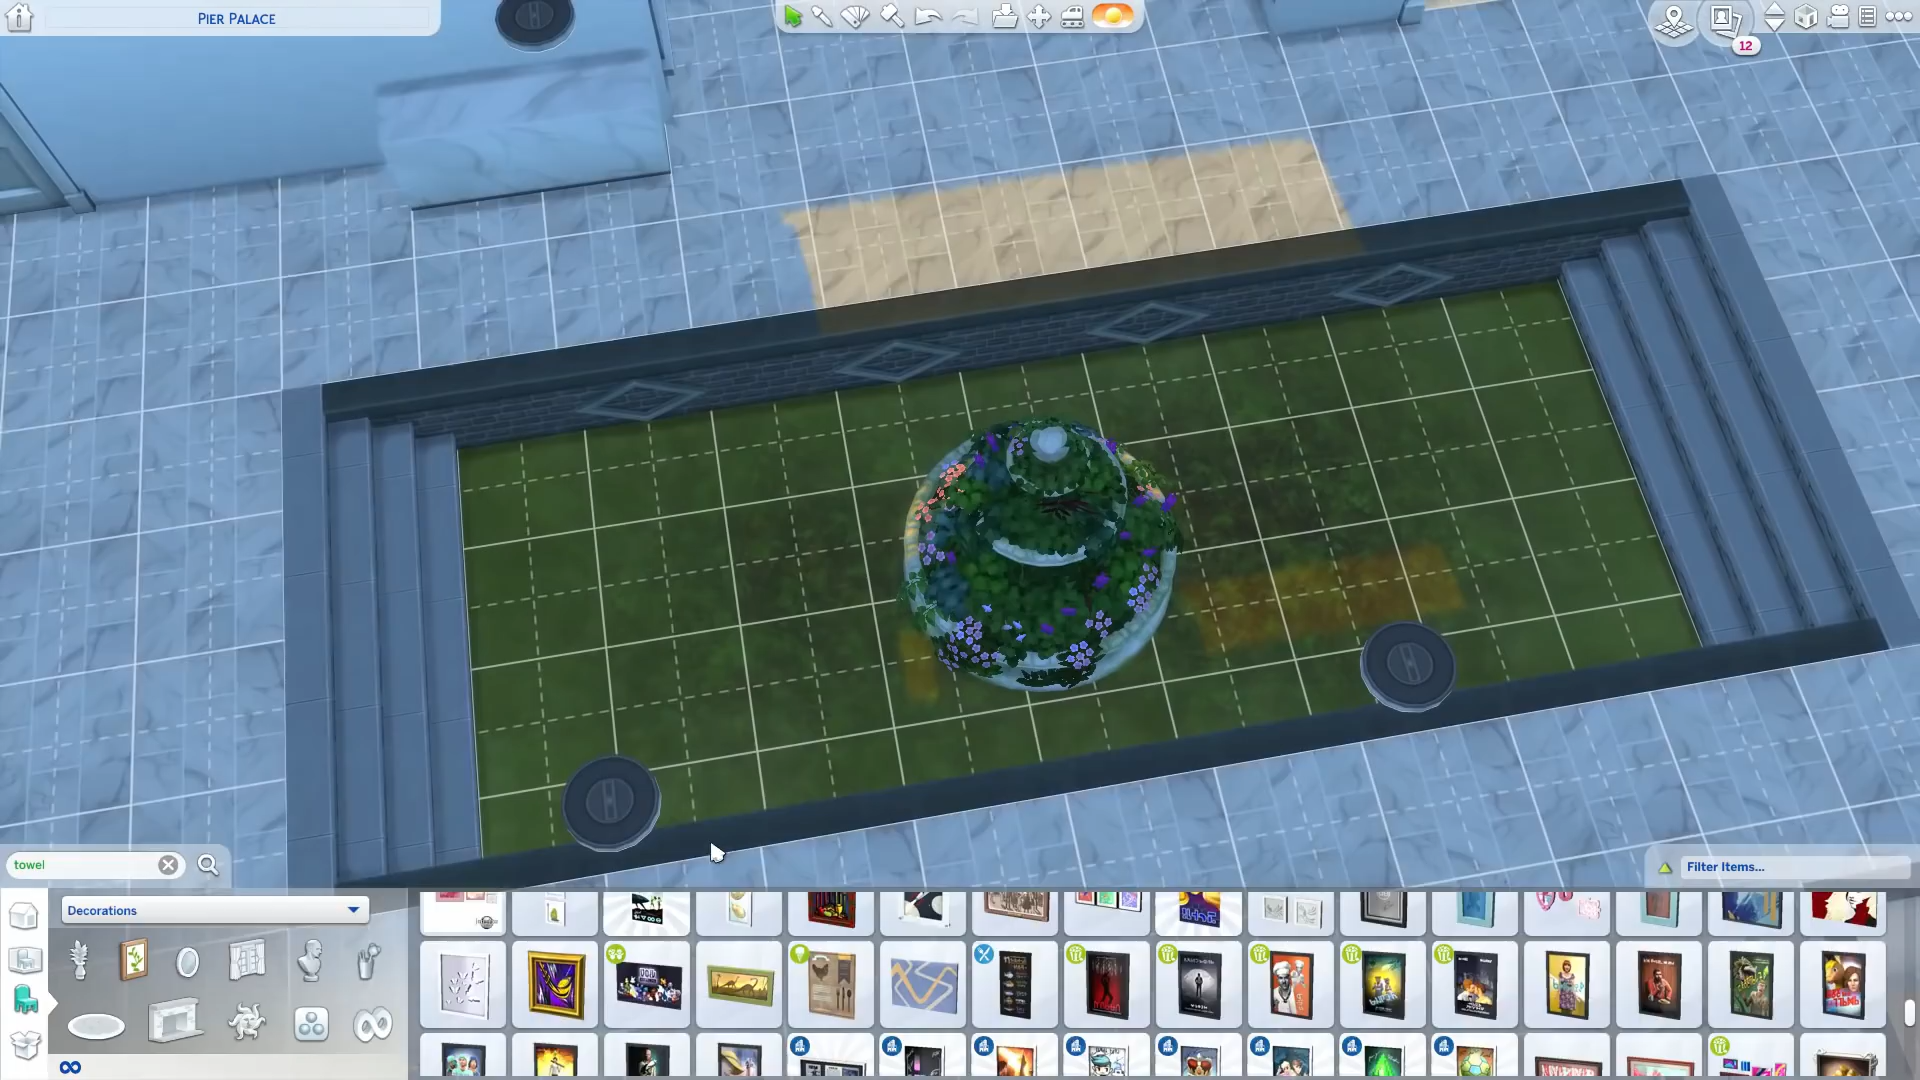 PIER PALACE
12
towel
Filter Items...
Decorations